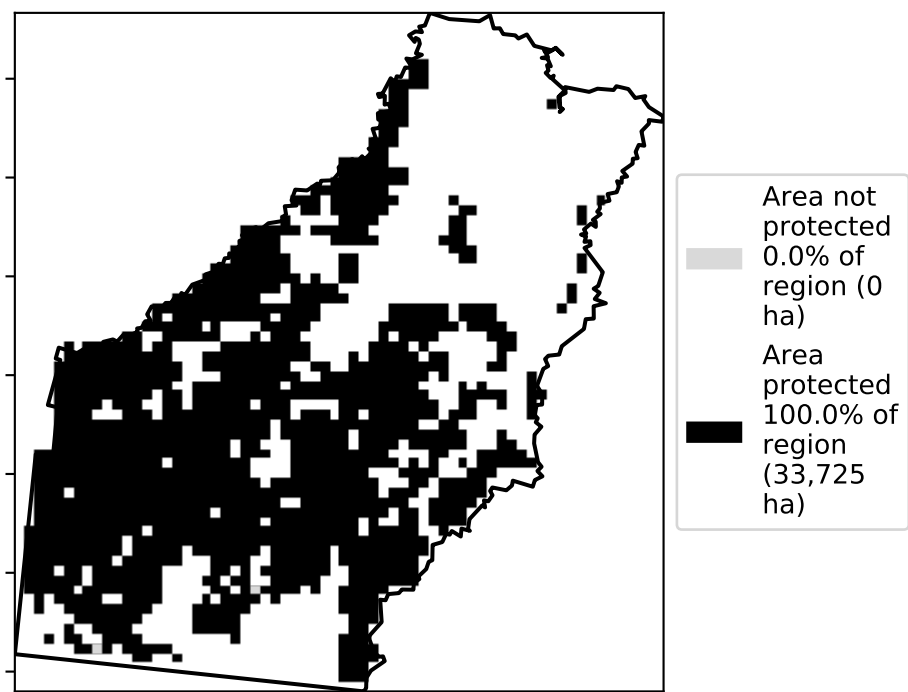 Area not
protected
0.0% of
region (0
ha)
Area
protected
100.0% of
region
(33,725
ha)